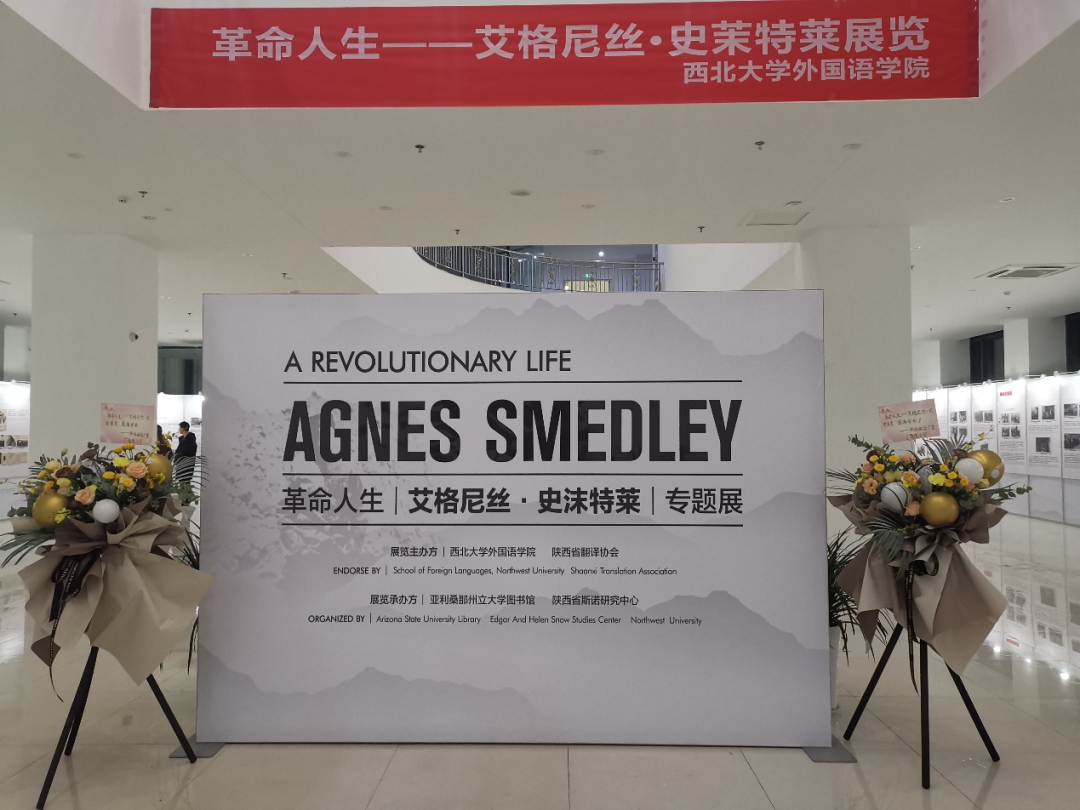 革命人生——艾格尼丝·史茉特莱展览
西北大学外国语学院
A REVOLUTIONARY LIFE
AGNES SMEDLEY
革命人生｜艾格尼丝·史沫特莱｜专题展
展览主办方｜西北大学外国语学院 陕西省翻译协会
ENDORSE BY | School of Foreign Languages, Northwest University Shaanxi Translation Association
展览承办方｜亚利桑那州立大学图书馆 陕西省斯诺研究中心
ORGANIZED BY | Arizona State University Library Edgar And Helen Snow Studies Center Northwest University